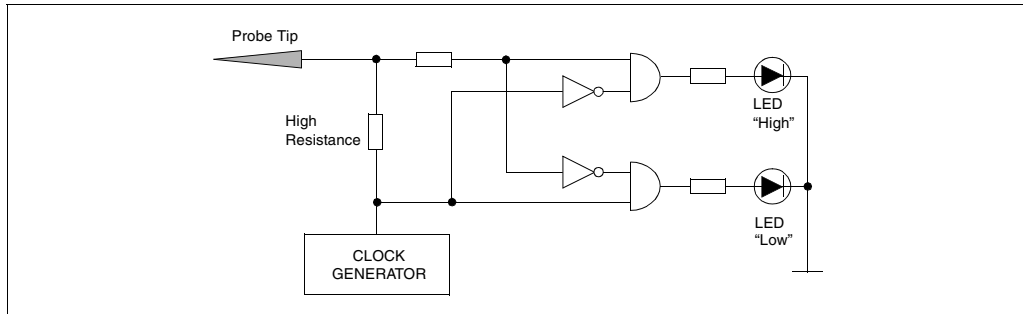 Probe Tip
High
Resistance
LED
“High”
LED
“Low”
CLOCK
GENERATOR